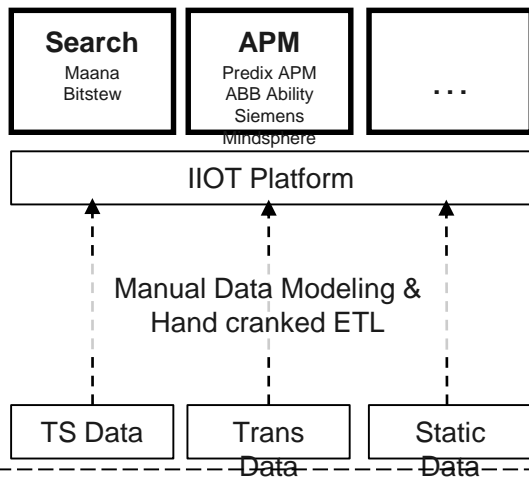 Search
Maana
Bitstew
APM
Predix APM
ABB Ability
Siemens
Mindsphere
...
IIOT Platform
Manual Data Modeling &
Hand cranked ETL
TS Data
Trans
Data
Static
Data